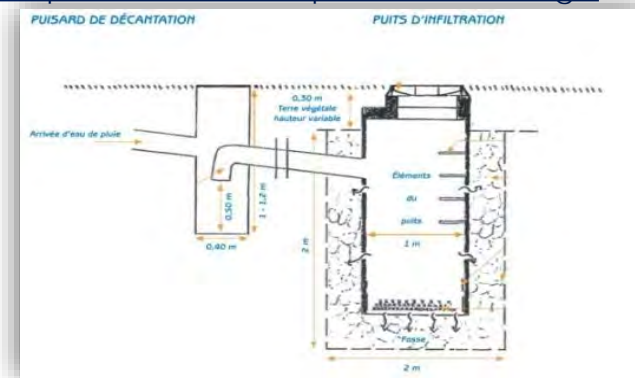 PUISARD DE DÉCANTATION
PUITS D'INFILTRATION
0,30 m
Terre végétale
hauteur variable
Arrivée d'eau de pluie
0,50 m
1 - 1,2 m
0,40 m
2 m
Éléments
du
puits
1 m
Fosse
2 m